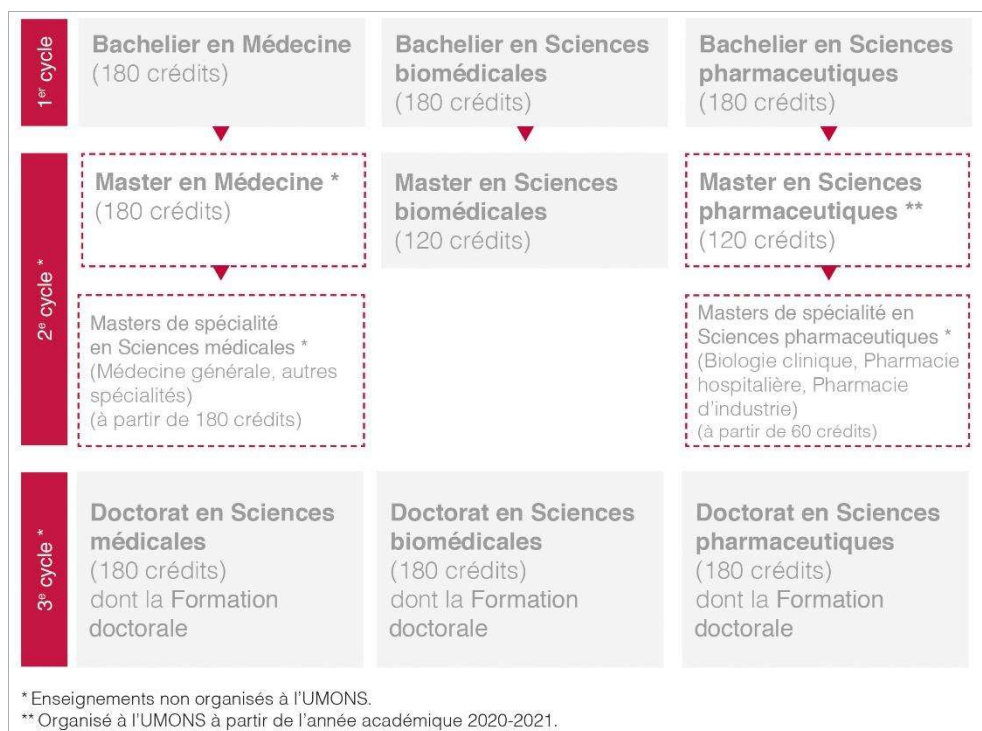 1er cycle
Bachelier en Médecine
(180 crédits)
Bachelier en Sciences
biomédicales
(180 crédits)
Bachelier en Sciences
pharmaceutiques
(180 crédits)
2e cycle *
Master en Médecine *
(180 crédits)
Master en Sciences
biomédicales
(120 crédits)
Master en Sciences
pharmaceutiques **
(120 crédits)
Masters de spécialité
en Sciences médicales *
(Médecine générale, autres
spécialités)
(à partir de 180 crédits)
Masters de spécialité en
Sciences pharmaceutiques *
(Biologie clinique, Pharmacie
hospitalière, Pharmacie
d'industrie)
(à partir de 60 crédits)
3e cycle *
Doctorat en Sciences
médicales
(180 crédits)
dont la Formation
doctorale
Doctorat en Sciences
biomédicales
(180 crédits)
dont la Formation
doctorale
Doctorat en Sciences
pharmaceutiques
(180 crédits)
dont la Formation
doctorale
* Enseignements non organisés à l'UMONS.
** Organisé à l'UMONS à partir de l'année académique 2020-2021.